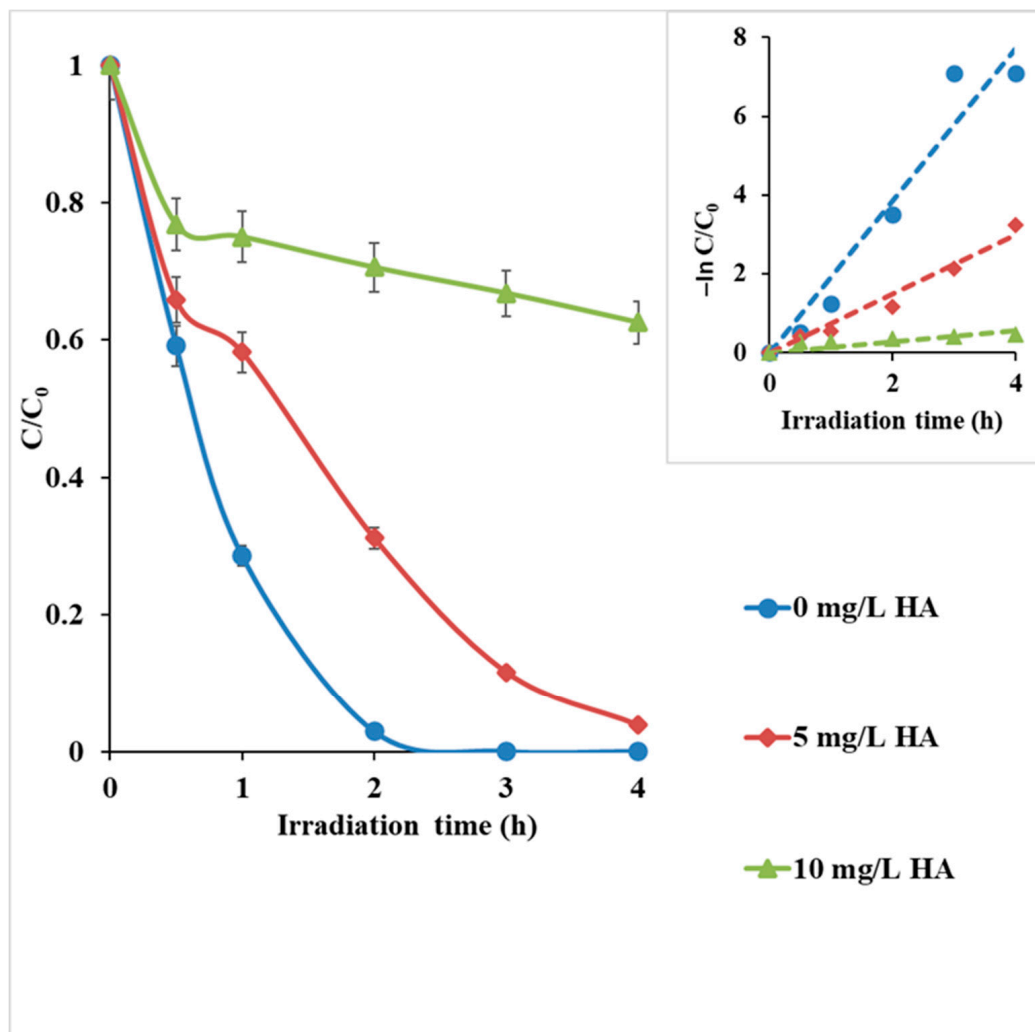 C/C₀
1
0.8
0.6
0.4
0.2
0
0 1 2 3 4
Irradiation time (h)
−ln C/C₀
8
6
4
2
0
0 2 4
Irradiation time (h)
0 mg/L HA
5 mg/L HA
10 mg/L HA